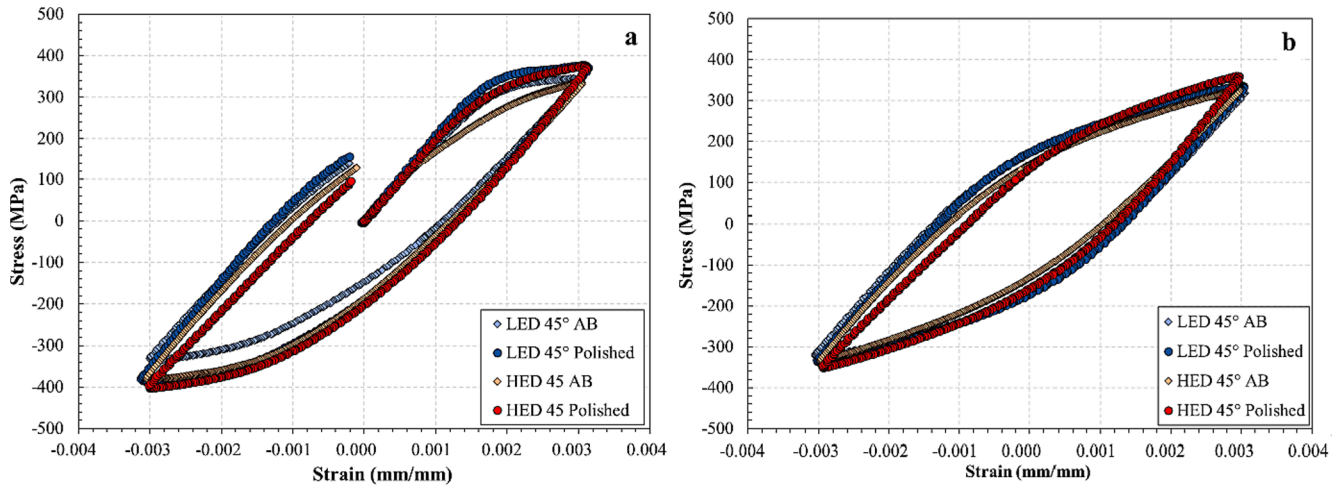 a
500
400
300
200
100
0
-100
-200
-300
-400
-500
Stress (MPa)
-0.004 -0.003 -0.002 -0.001 0.000 0.001 0.002 0.003 0.004
Strain (mm/mm)
LED 45° AB
LED 45° Polished
HED 45 AB
HED 45 Polished
b
500
400
300
200
100
0
-100
-200
-300
-400
-500
Stress (MPa)
-0.004 -0.003 -0.002 -0.001 0.000 0.001 0.002 0.003 0.004
Strain (mm/mm)
LED 45° AB
LED 45° Polished
HED 45° AB
HED 45° Polished